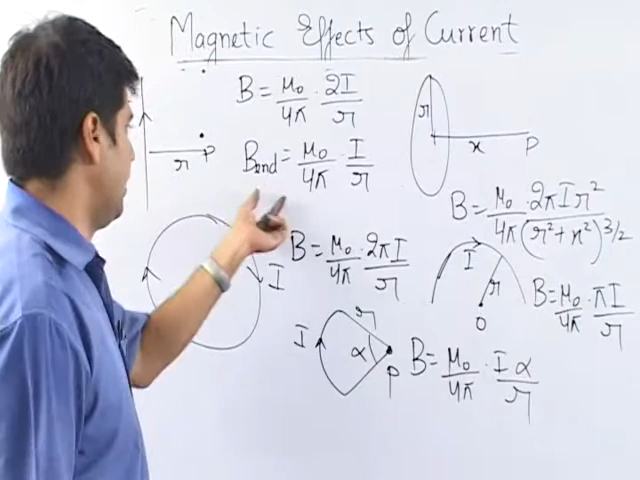 Magnetic Effects of Current
B = μ₀/4π · 2I/r
r P
B_end = μ₀/4π · I/r
r
x P
B = μ₀/4π · 2πIr²/(r²+x²)^3/2
I
B = μ₀/4π · 2πI/r
I
r
O
B = μ₀/4π · πI/r
I
r
α
P
B = μ₀/4π · Iα/r